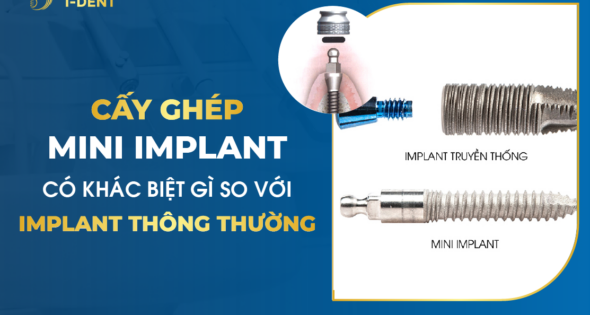 I-DENT
CẤY GHÉP
MINI IMPLANT
CÓ KHÁC BIỆT GÌ SO VỚI
IMPLANT THÔNG THƯỜNG
IMPLANT TRUYỀN THỐNG
MINI IMPLANT